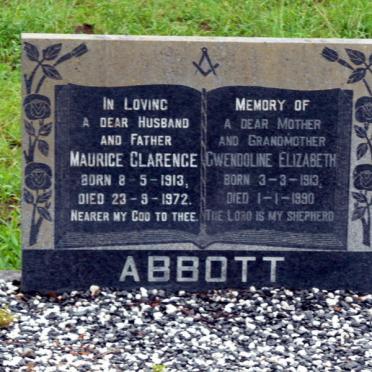 In Loving
a dear Husband
and Father
Maurice Clarence
born 8-5-1913,
died 23-9-1972.
Nearer my God to thee.
Memory of
a dear Mother
and Grandmother
Gwendoline Elizabeth
born 3-3-1913,
died 1-1-1990
The Lord is my shepherd
ABBOTT